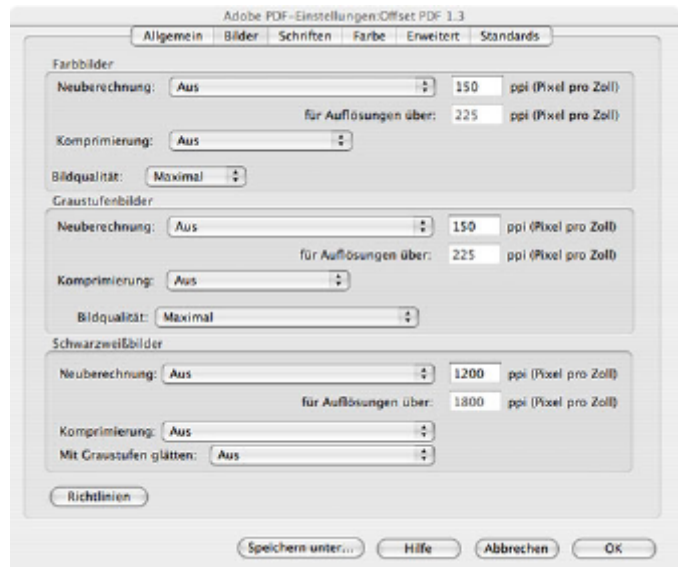 Adobe PDF-Einstellungen:Offset PDF 1.3
Allgemein Bilder Schriften Farbe Erweitert Standards
Farbbilder
Neuberechnung: Aus 150 ppi (Pixel pro Zoll)
für Auflösungen über: 225 ppi (Pixel pro Zoll)
Komprimierung: Aus
Bildqualität: Maximal
Graustufenbilder
Neuberechnung: Aus 150 ppi (Pixel pro Zoll)
für Auflösungen über: 225 ppi (Pixel pro Zoll)
Komprimierung: Aus
Bildqualität: Maximal
Schwarzweißbilder
Neuberechnung: Aus 1200 ppi (Pixel pro Zoll)
für Auflösungen über: 1800 ppi (Pixel pro Zoll)
Komprimierung: Aus
Mit Graustufen glätten: Aus
Richtlinien
Speichern unter... Hilfe Abbrechen OK